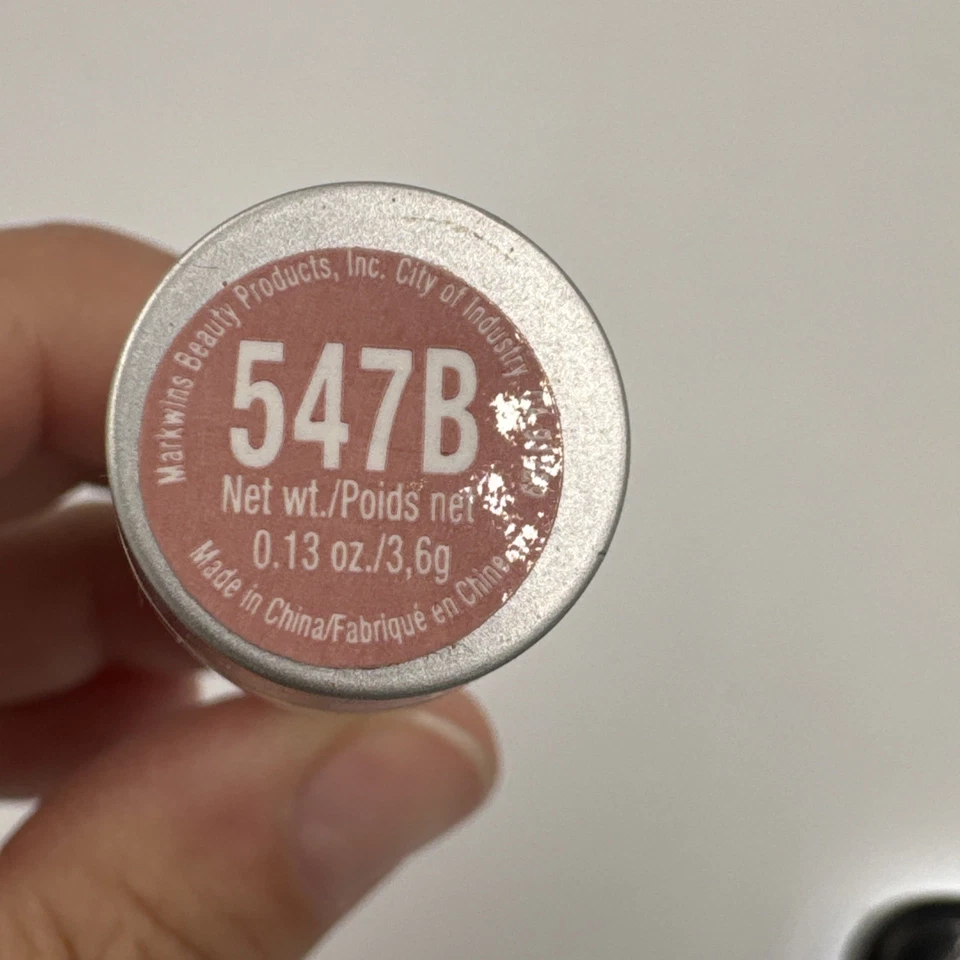 Markwins Beauty Products, Inc. City of Industry
547B
Net wt./Poids net
0.13 oz./3,6g
Made in China/Fabriqué en Chine